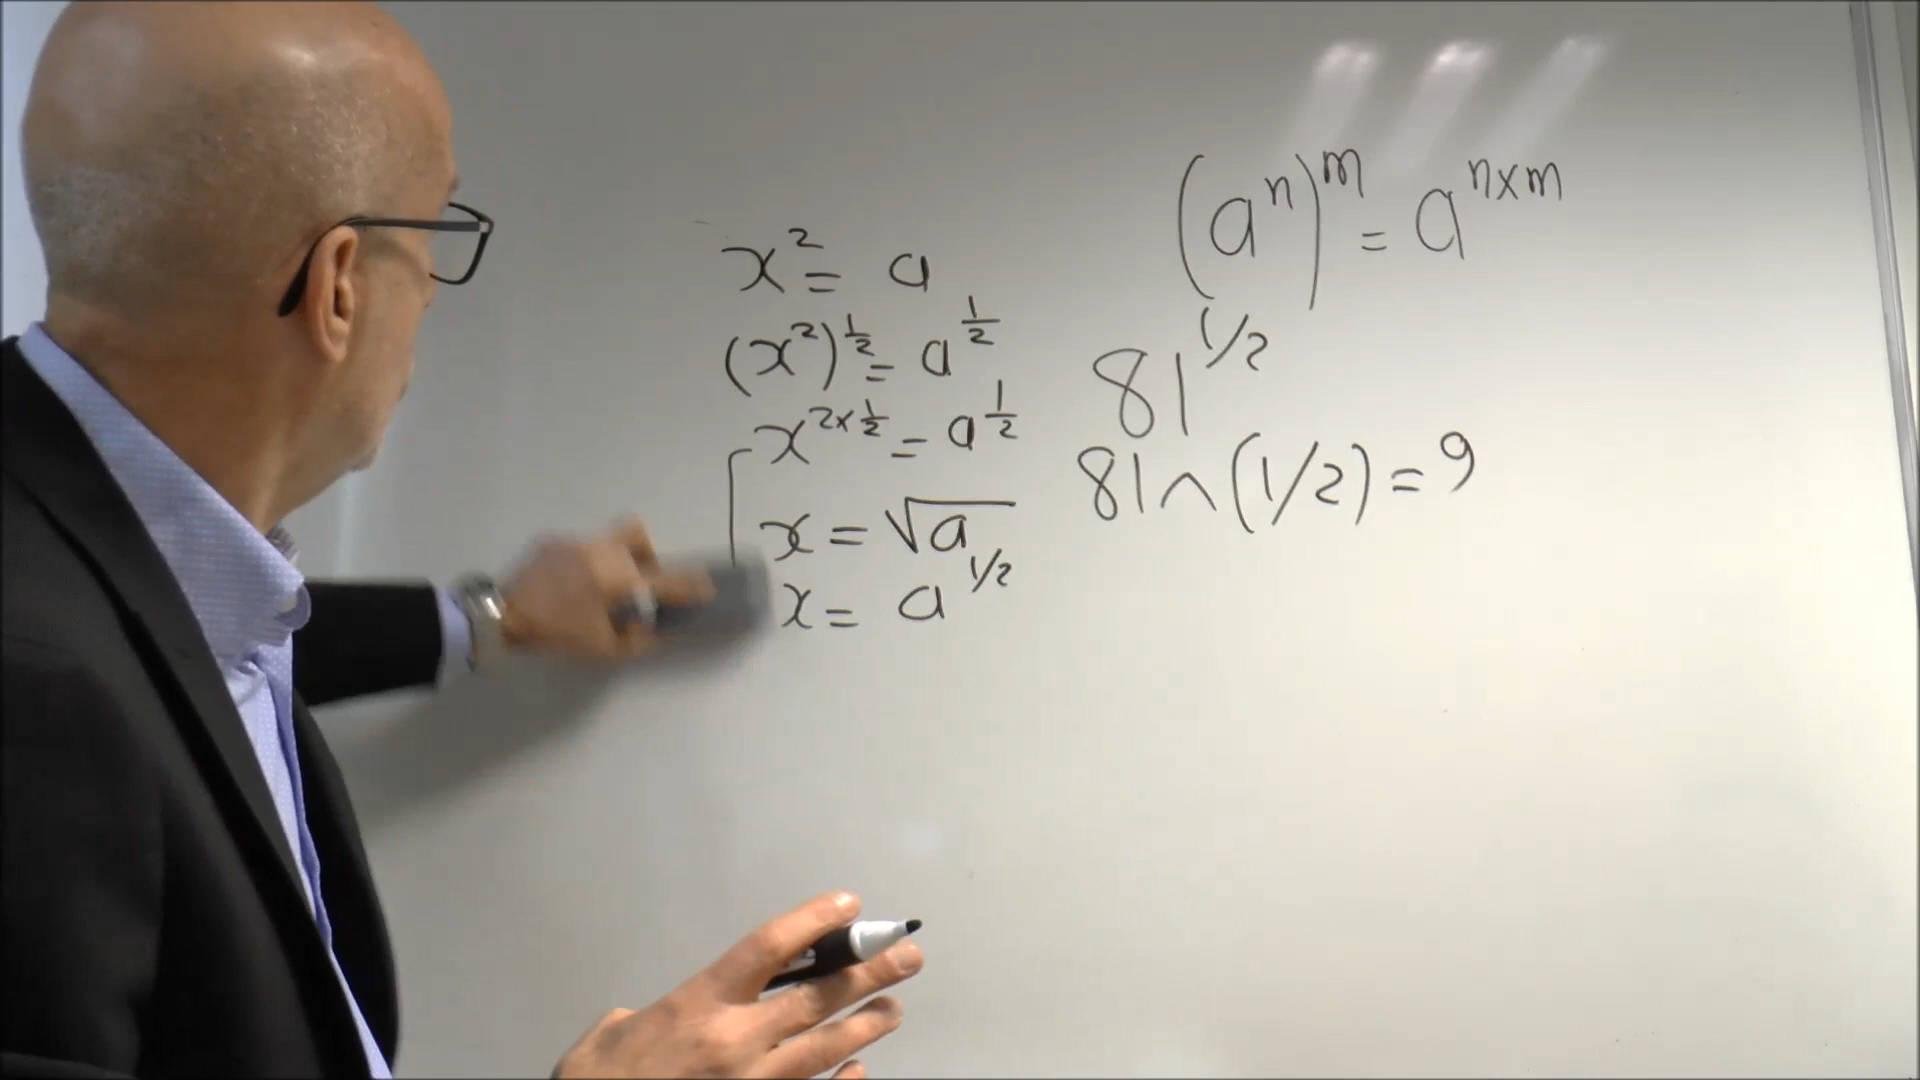 x² = a
(x²)^½ = a^½
x^2×½ = a^½
x = √a
x = a^1/2
(aⁿ)^m = a^n×m
81^1/2
81^(1/2) = 9